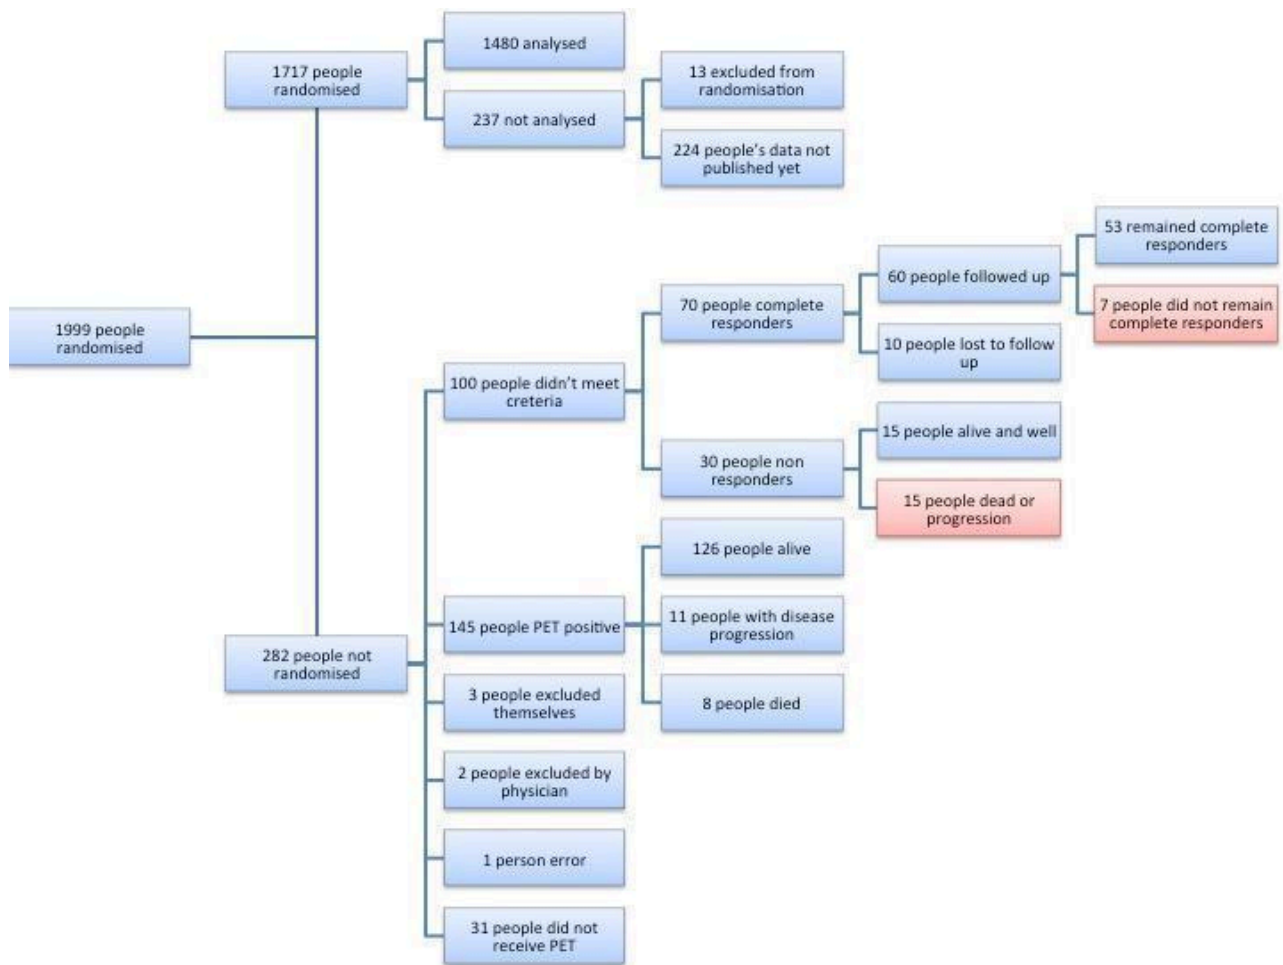 1999 people
randomised
1717 people
randomised
1480 analysed
237 not analysed
13 excluded from
randomisation
224 people's data not
published yet
282 people not
randomised
100 people didn't meet
creteria
70 people complete
responders
60 people followed up
53 remained complete
responders
7 people did not remain
complete responders
10 people lost to follow
up
30 people non
responders
15 people alive and well
15 people dead or
progression
145 people PET positive
126 people alive
11 people with disease
progression
8 people died
3 people excluded
themselves
2 people excluded by
physician
1 person error
31 people did not
receive PET